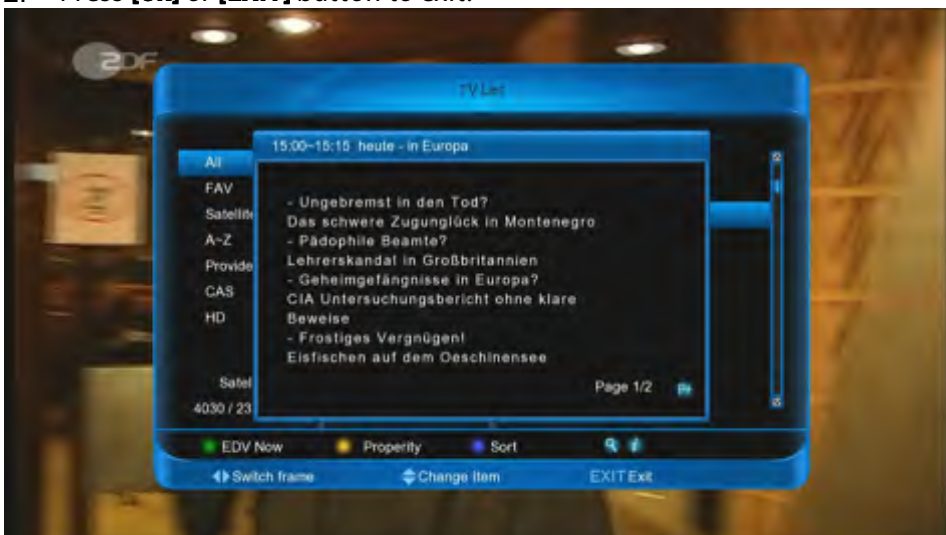 2. Press [OK] or [EXIT] button to exit.
ZDF
TV List
15:00~15:15 heute - in Europa
All
FAV
Satellite
A~Z
Provide
CAS
HD
- Ungebremst in den Tod?
Das schwere Zugunglück in Montenegro
- Pädophile Beamte?
Lehrerskandal in Großbritannien
- Geheimgefängnisse in Europa?
CIA Untersuchungsbericht ohne klare
Beweise
- Frostiges Vergnügen!
Eisfischen auf dem Oeschinensee
Page 1/2
Satel
4030 / 23
EDV Now
Properity
Sort
Switch frame
Change Item
EXIT Exit